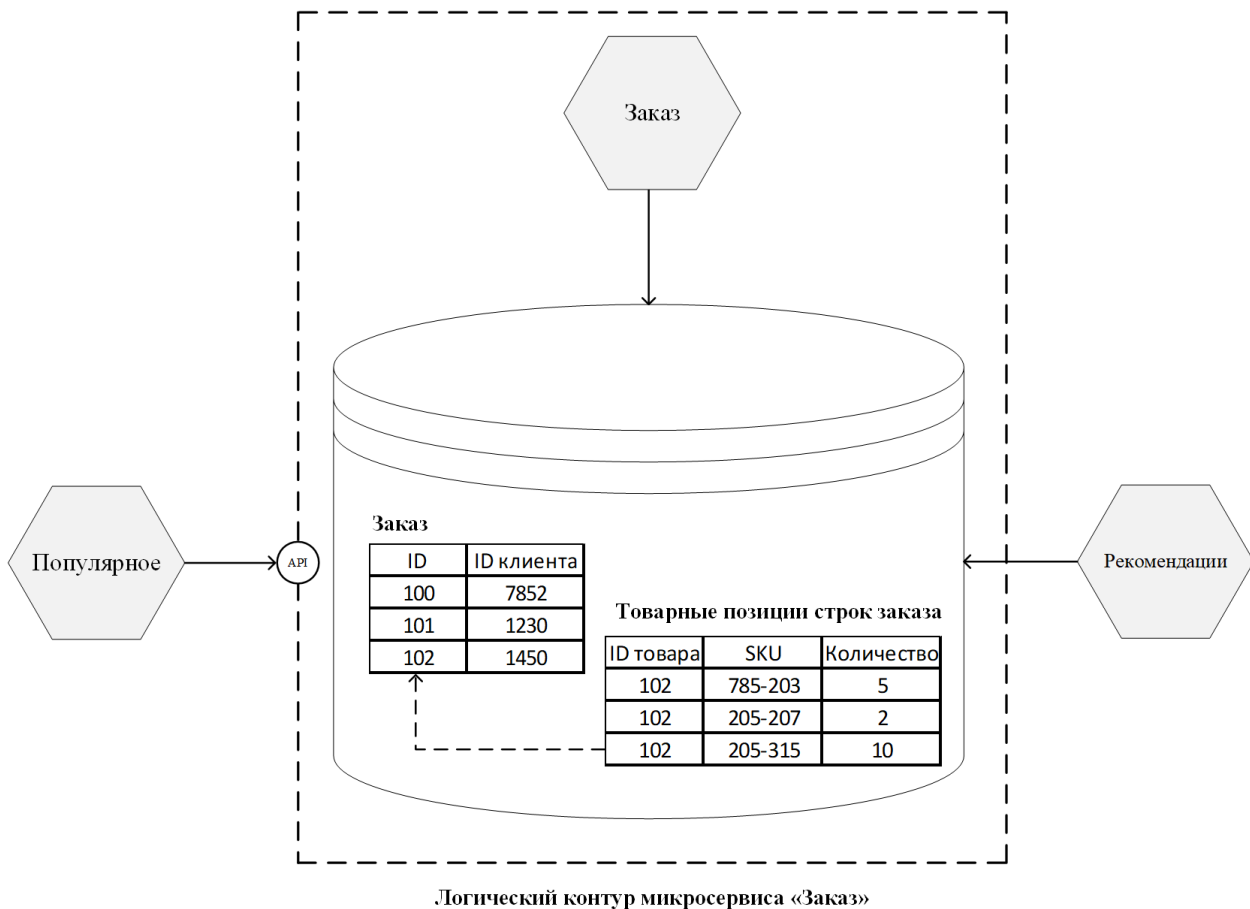 Заказ
Популярное
API
Рекомендации
Заказ
ID ID клиента
100 7852
101 1230
102 1450
Товарные позиции строк заказа
ID товара SKU Количество
102 785-203 5
102 205-207 2
102 205-315 10
Логический контур микросервиса «Заказ»